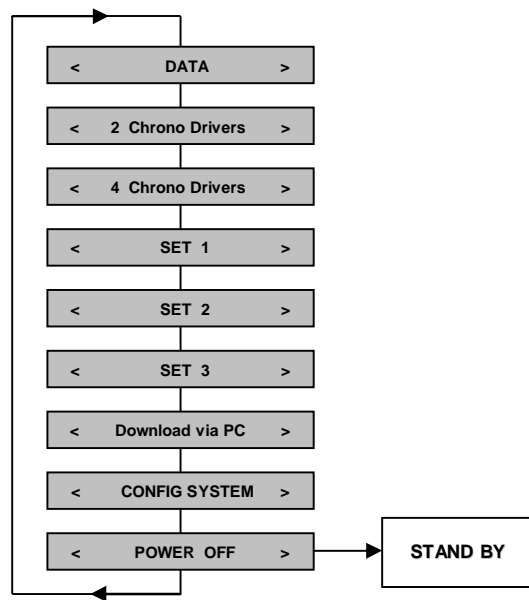 < DATA >
< 2 Chrono Drivers >
< 4 Chrono Drivers >
< SET 1 >
< SET 2 >
< SET 3 >
< Download via PC >
< CONFIG SYSTEM >
< POWER OFF >
STAND BY